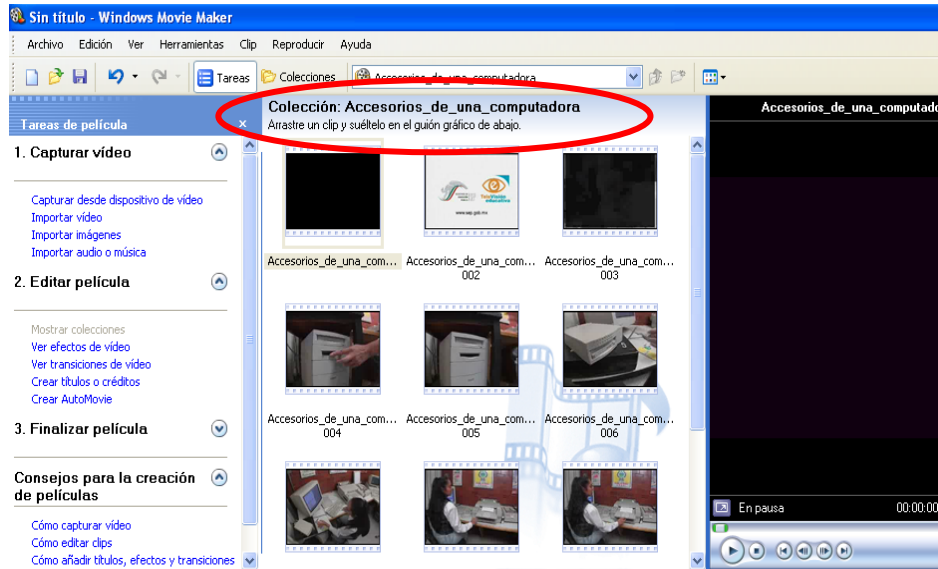 Sin título - Windows Movie Maker
Archivo Edición Ver Herramientas Clip Reproducir Ayuda
Tareas Colecciones Accesorios_de_una_computadora
Tareas de película
Colección: Accesorios_de_una_computadora
Arrastre un clip y suéltelo en el guión gráfico de abajo.
Accesorios_de_una_computado
1. Capturar vídeo
Capturar desde dispositivo de vídeo
Importar vídeo
Importar imágenes
Importar audio o música
2. Editar película
Mostrar colecciones
Ver efectos de vídeo
Ver transiciones de vídeo
Crear títulos o créditos
Crear AutoMovie
3. Finalizar película
Consejos para la creación
de películas
Cómo capturar vídeo
Cómo editar clips
Cómo añadir títulos, efectos y transiciones
www.sep.gob.mx
Accesorios_de_una_com... Accesorios_de_una_com... Accesorios_de_una_com...
002 003
Accesorios_de_una_com... Accesorios_de_una_com... Accesorios_de_una_com...
004 005 006
En pausa 00:00:00